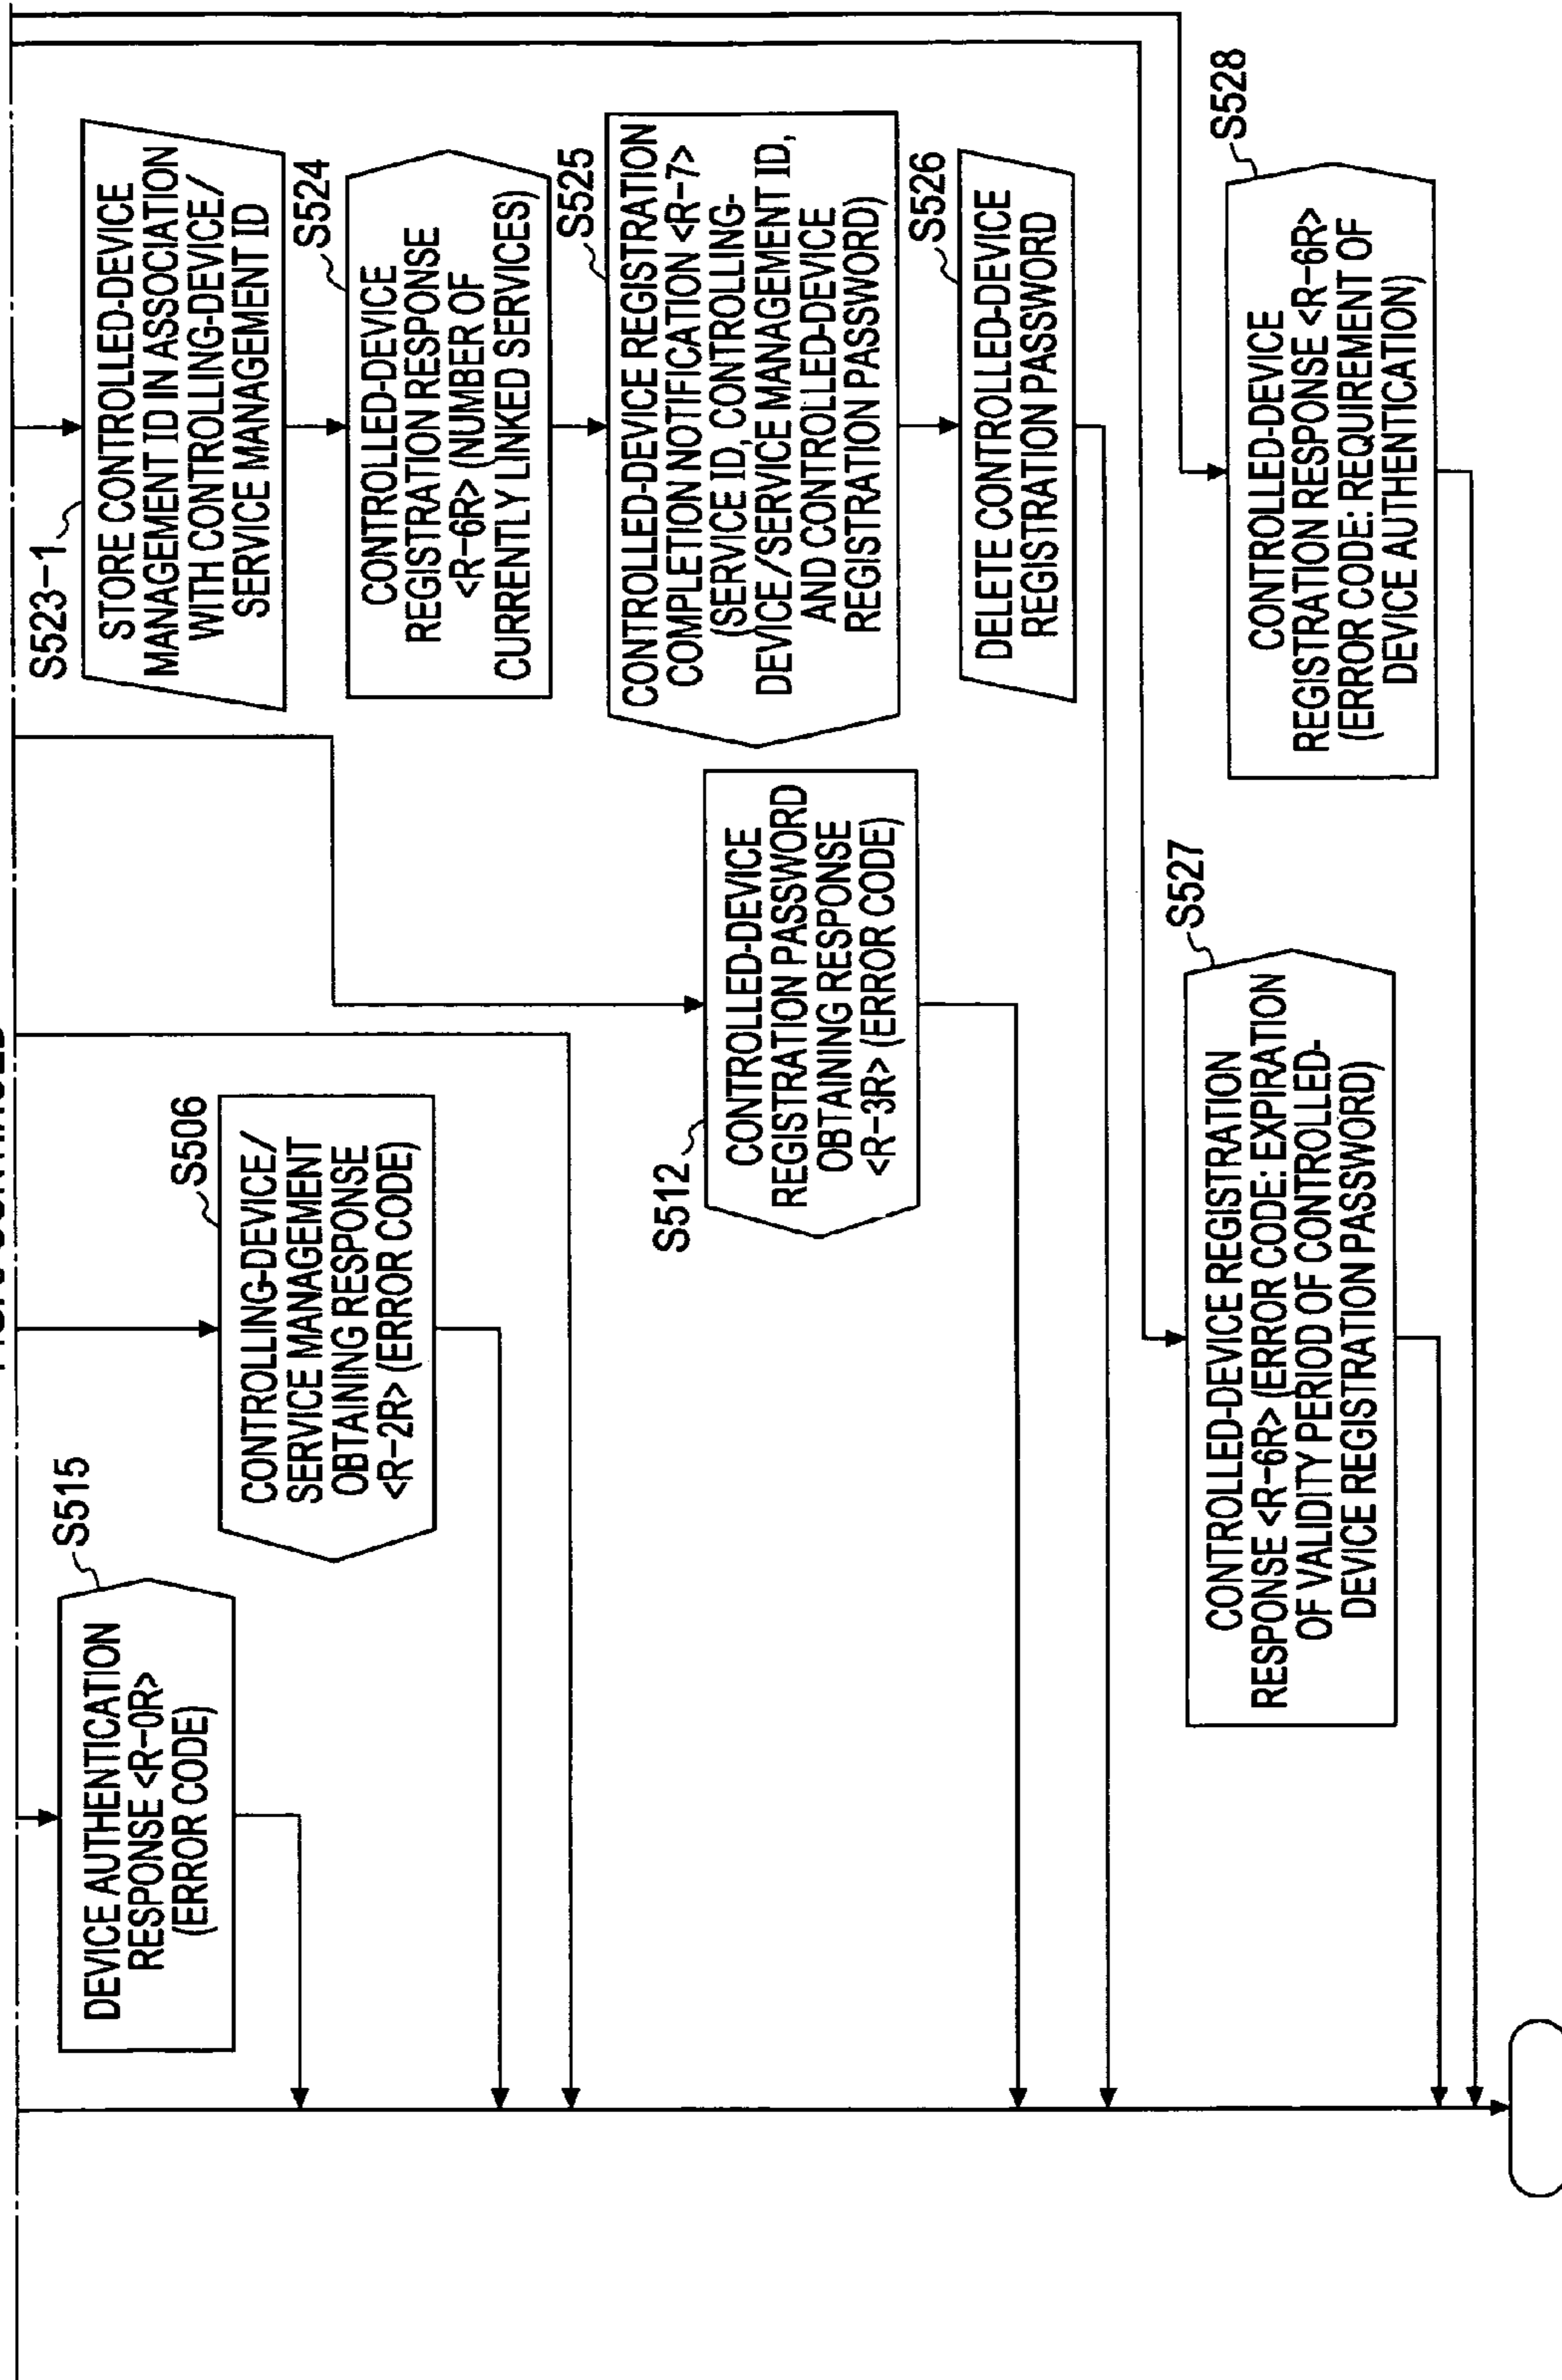 S515
DEVICE AUTHENTICATION
RESPONSE <R-0R>
(ERROR CODE)
S506
CONTROLLING-DEVICE/
SERVICE MANAGEMENT
OBTAINING RESPONSE
<R-2R> (ERROR CODE)
S512
CONTROLLED-DEVICE
REGISTRATION PASSWORD
OBTAINING RESPONSE
<R-3R> (ERROR CODE)
S523-1
STORE CONTROLLED-DEVICE
MANAGEMENT ID IN ASSOCIATION
WITH CONTROLLING-DEVICE/
SERVICE MANAGEMENT ID
S524
CONTROLLED-DEVICE
REGISTRATION RESPONSE
<R-6R> (NUMBER OF
CURRENTLY LINKED SERVICES)
S525
CONTROLLED-DEVICE REGISTRATION
COMPLETION NOTIFICATION <R-7>
(SERVICE ID, CONTROLLING-
DEVICE/SERVICE MANAGEMENT ID,
AND CONTROLLED-DEVICE
REGISTRATION PASSWORD)
S526
DELETE CONTROLLED-DEVICE
REGISTRATION PASSWORD
S527
CONTROLLED-DEVICE REGISTRATION
RESPONSE <R-6R> (ERROR CODE: EXPIRATION
OF VALIDITY PERIOD OF CONTROLLED-
DEVICE REGISTRATION PASSWORD)
S528
CONTROLLED-DEVICE
REGISTRATION RESPONSE <R-6R>
(ERROR CODE: REQUIREMENT OF
DEVICE AUTHENTICATION)